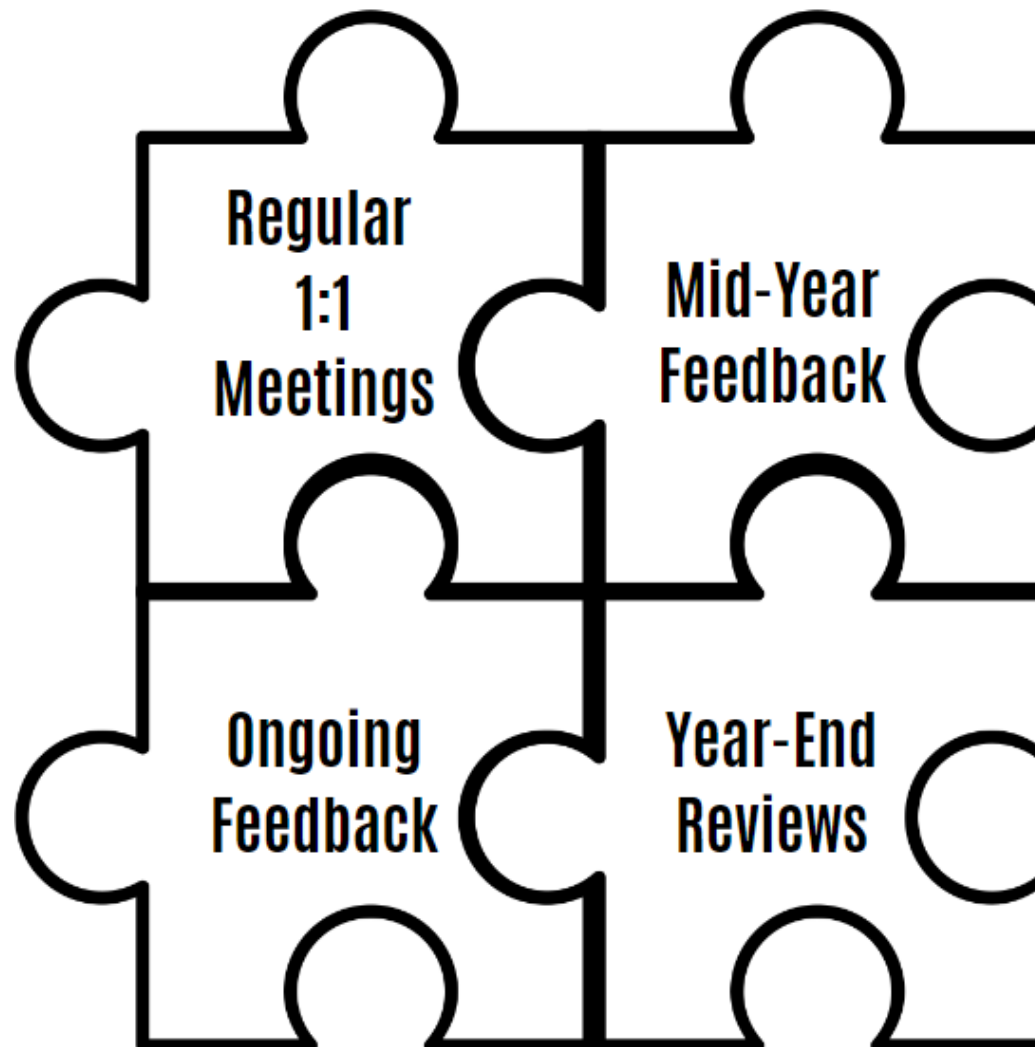 Regular
1:1
Meetings
Mid-Year
Feedback
Ongoing
Feedback
Year-End
Reviews